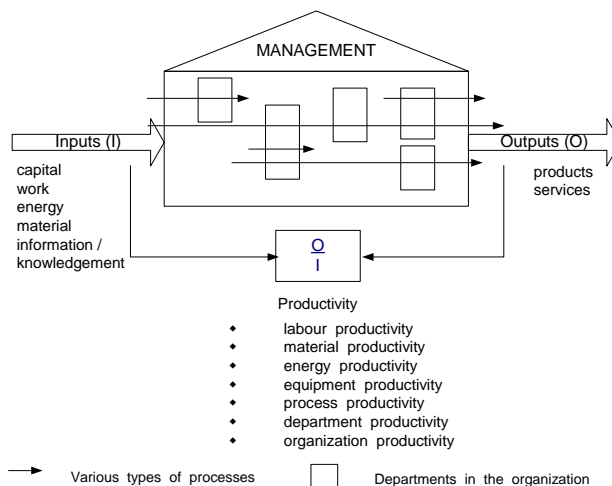 MANAGEMENT
Inputs (I)
Outputs (O)
capital
work
energy
material
information /
knowledgement
products
services
O
I
Productivity
labour productivity
material productivity
energy productivity
equipment productivity
process productivity
department productivity
organization productivity
Various types of processes
Departments in the organization